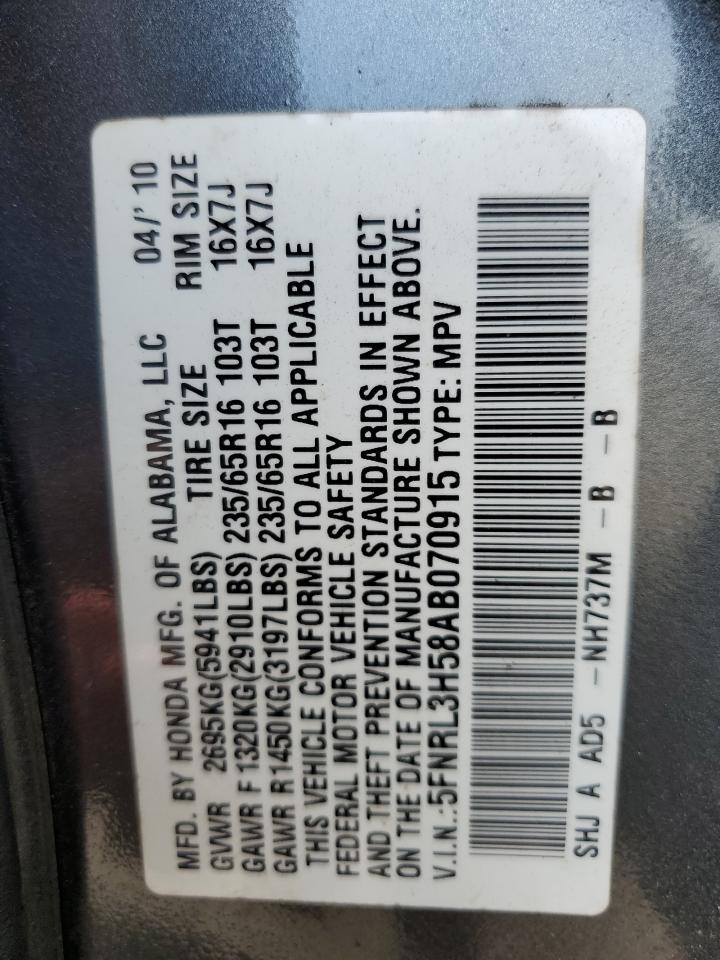 MFD. BY HONDA MFG. OF ALABAMA, LLC 04/'10
GVWR 2695KG(5941LBS) TIRE SIZE RIM SIZE
GAWR F 1320KG(2910LBS) 235/65R16 103T 16X7J
GAWR R1450KG(3197LBS) 235/65R16 103T 16X7J
THIS VEHICLE CONFORMS TO ALL APPLICABLE
FEDERAL MOTOR VEHICLE SAFETY
AND THEFT PREVENTION STANDARDS IN EFFECT
ON THE DATE OF MANUFACTURE SHOWN ABOVE.
V.I.N.:5FNRL3H58AB070915 TYPE: MPV
SHJ A AD5 -NH737M -B -B